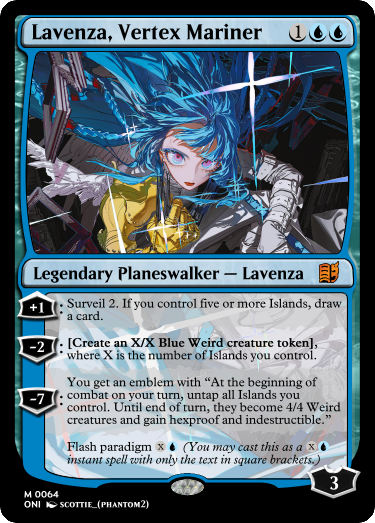 Lavenza, Vertex Mariner 1
Legendary Planeswalker — Lavenza
+1 : Surveil 2. If you control five or more Islands, draw
a card.
-2 : [Create an X/X Blue Weird creature token],
where X is the number of Islands you control.
You get an emblem with “At the beginning of
combat on your turn, untap all Islands you
-7 : control. Until end of turn, they become 4/4 Weird
creatures and gain hexproof and indestructible.”
Flash paradigm X (You may cast this as a X
instant spell with only the text in square brackets.)
3
M 0064
ONI SCOTTIE_(PHANTOM2)